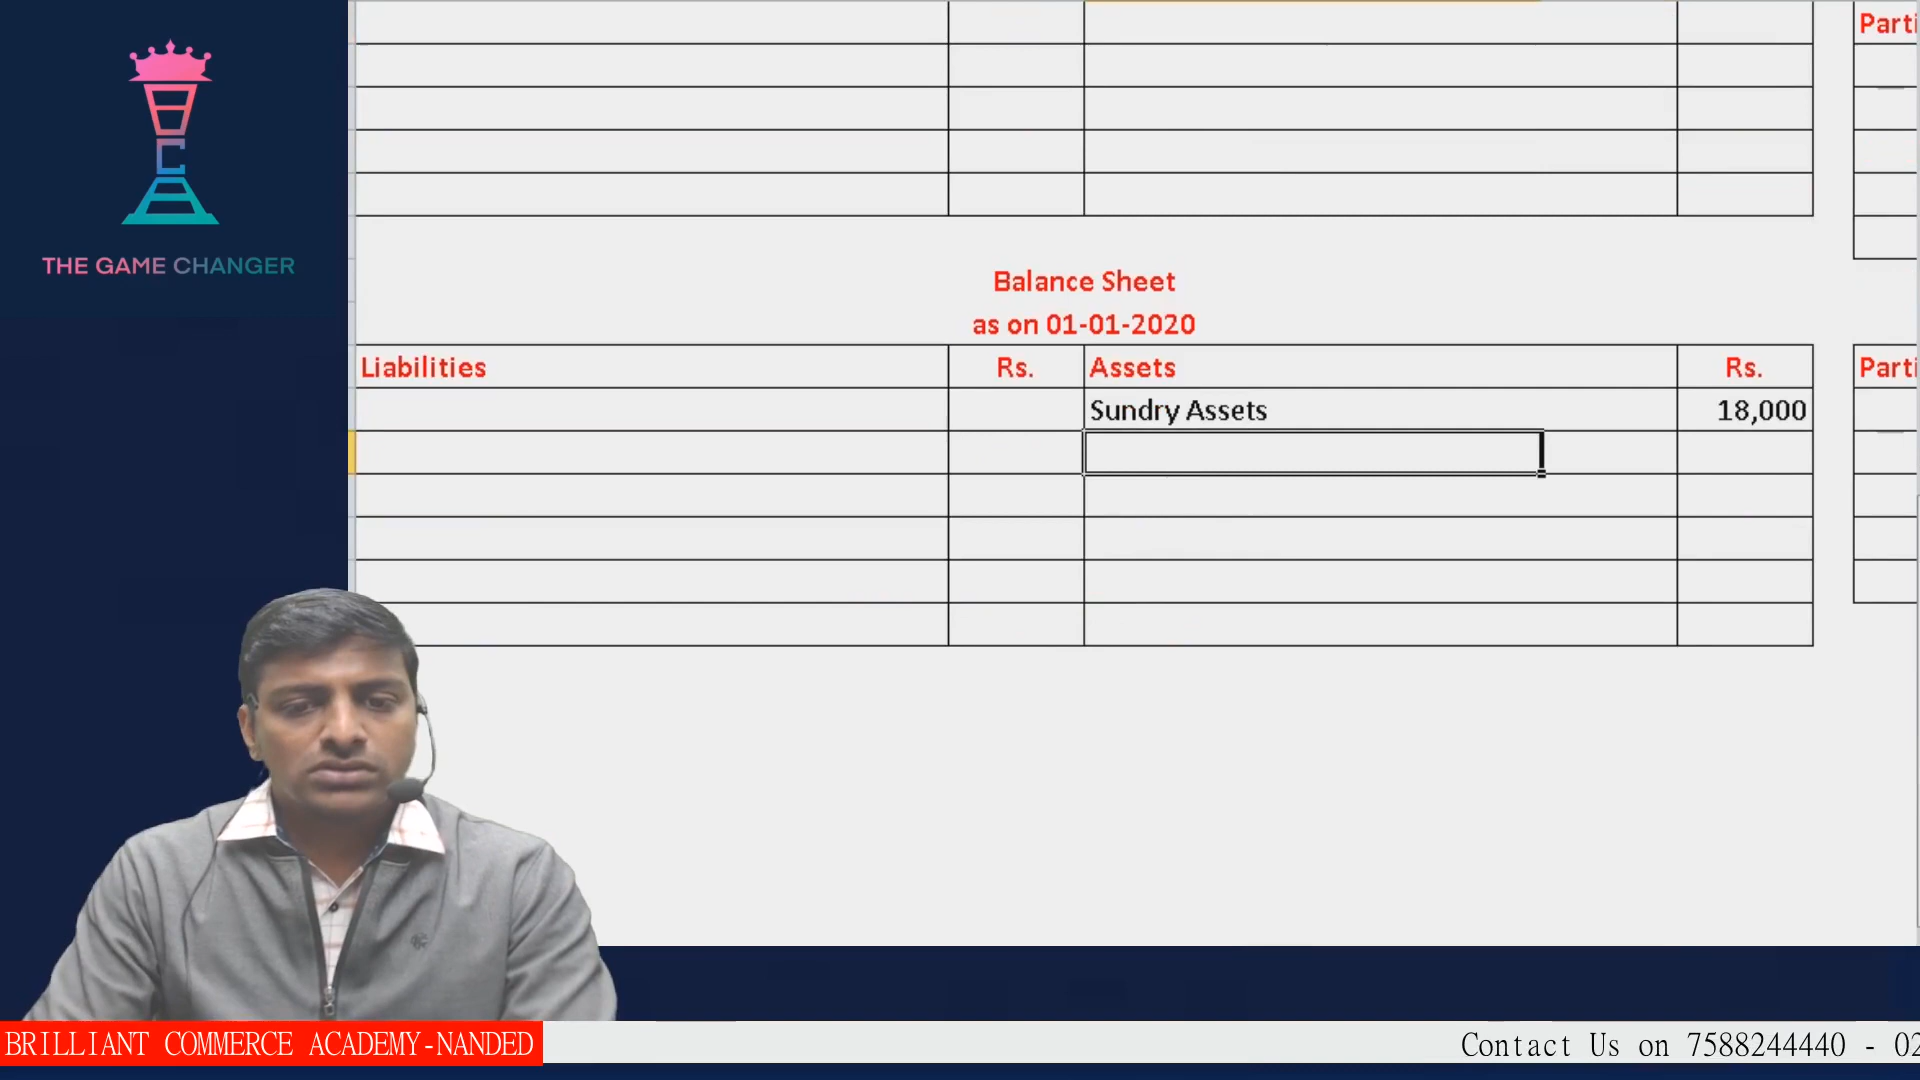 THE GAME CHANGER
Parti
Balance Sheet
as on 01-01-2020
Liabilities Rs. Assets Rs. Parti
Sundry Assets 18,000
BRILLIANT COMMERCE ACADEMY-NANDED Contact Us on 7588244440 - 02